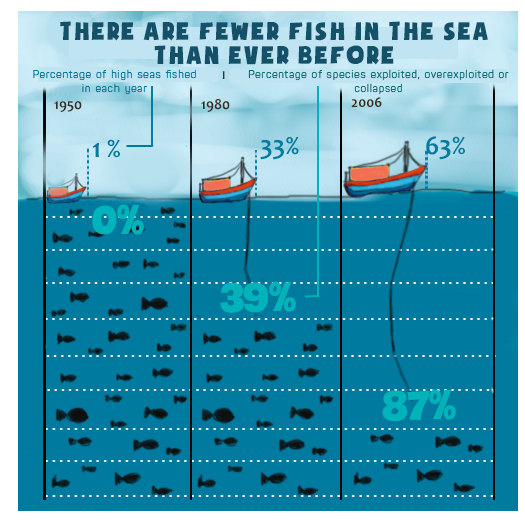 THERE ARE FEWER FISH IN THE SEA
THAN EVER BEFORE
Percentage of high seas fished
in each year
Percentage of species exploited, overexploited or
collapsed
1950
1980
2006
1 %
33%
63%
0%
39%
87%